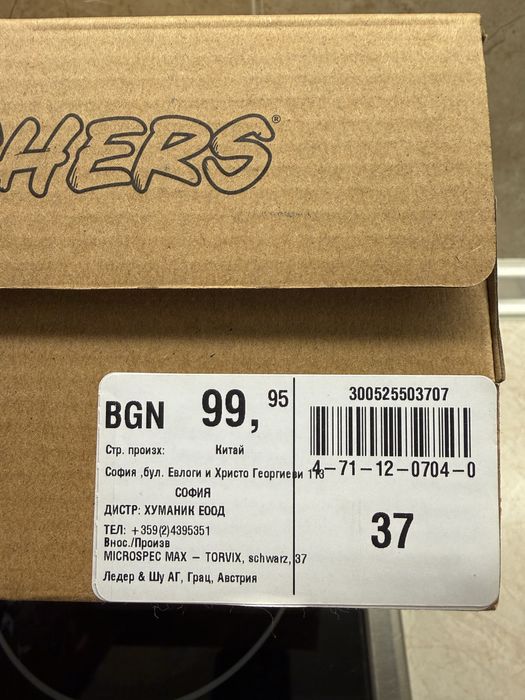 HERS®
BGN 99,95
Стр. произх: Китай
София ,бул. Евлоги и Христо Георгиеви 113
СОФИЯ
ДИСТР: ХУМАНИК ЕООД
ТЕЛ: +359(2)4395351
Внос./Произв
MICROSPEC MAX – TORVIX, schwarz, 37
Ледер & Шу АГ, Грац, Австрия
300525503707
4-71-12-0704-0
37